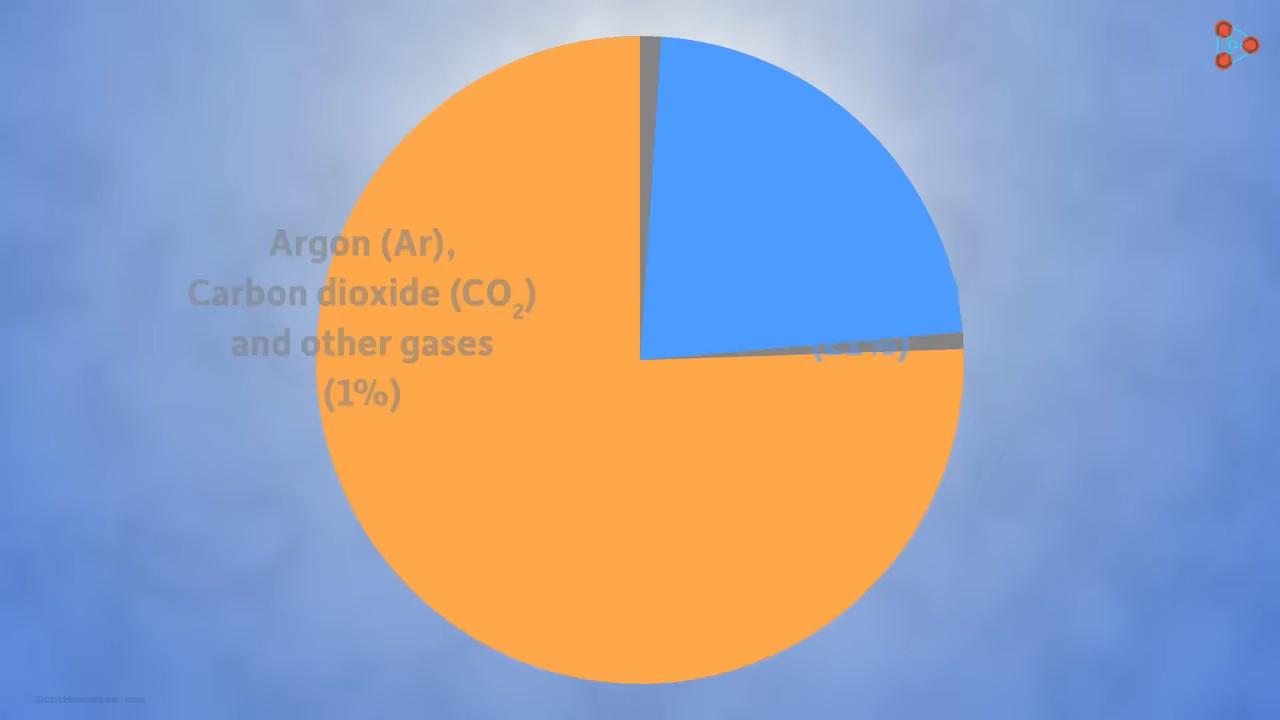 Argon (Ar),
Carbon dioxide (CO₂)
and other gases
(1%)